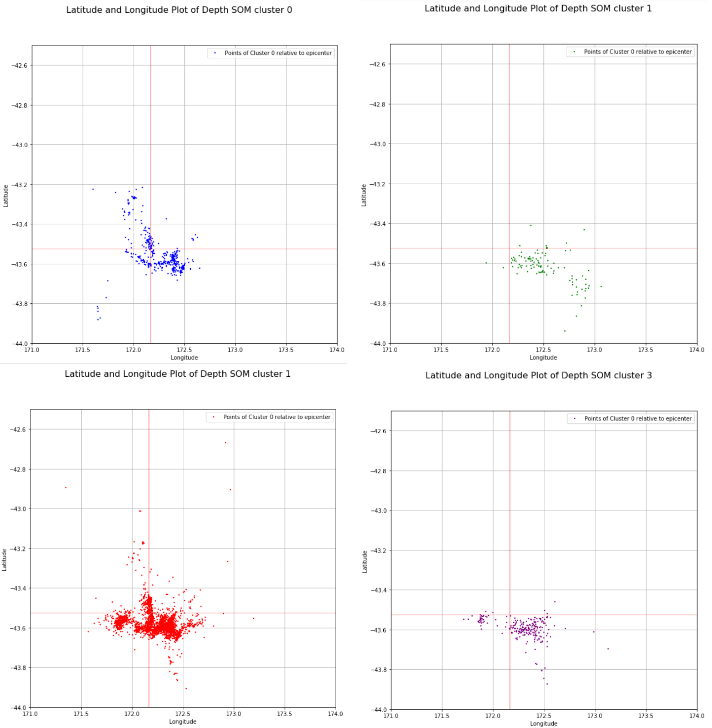 Latitude and Longitude Plot of Depth SOM cluster 0
Points of Cluster 0 relative to epicenter
−42.6
−42.8
−43.0
−43.2
−43.4
−43.6
−43.8
−44.0
Latitude
171.0 171.5 172.0 172.5 173.0 173.5 174.0
Longitude
Latitude and Longitude Plot of Depth SOM cluster 1
Points of Cluster 0 relative to epicenter
−42.6
−42.8
−43.0
−43.2
−43.4
−43.6
−43.8
−44.0
Latitude
171.0 171.5 172.0 172.5 173.0 173.5 174.0
Longitude
Latitude and Longitude Plot of Depth SOM cluster 1
Points of Cluster 0 relative to epicenter
−42.6
−42.8
−43.0
−43.2
−43.4
−43.6
−43.8
−44.0
Latitude
171.0 171.5 172.0 172.5 173.0 173.5 174.0
Longitude
Latitude and Longitude Plot of Depth SOM cluster 3
Points of Cluster 0 relative to epicenter
−42.6
−42.8
−43.0
−43.2
−43.4
−43.6
−43.8
−44.0
Latitude
171.0 171.5 172.0 172.5 173.0 173.5 174.0
Longitude